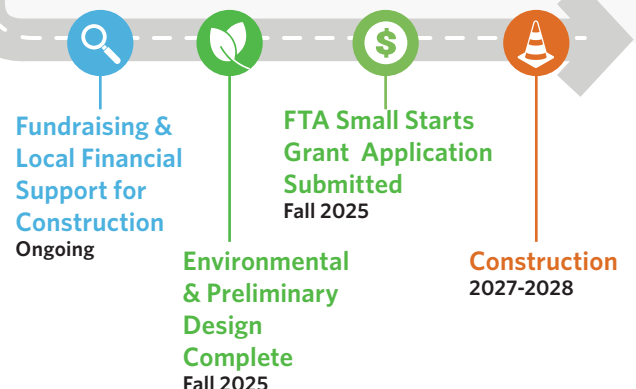 Fundraising &
Local Financial
Support for
Construction
Ongoing
Environmental
& Preliminary
Design
Complete
Fall 2025
$
FTA Small Starts
Grant Application
Submitted
Fall 2025
Construction
2027-2028